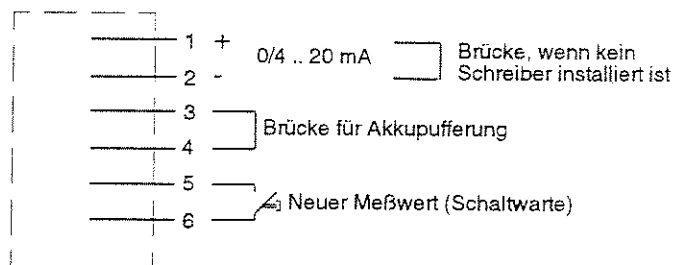 1 +
0/4 .. 20 mA
Brücke, wenn kein
Schreiber installiert ist
2 -
3
Brücke für Akkupufferung
4
5
Neuer Meßwert (Schaltwarte)
6